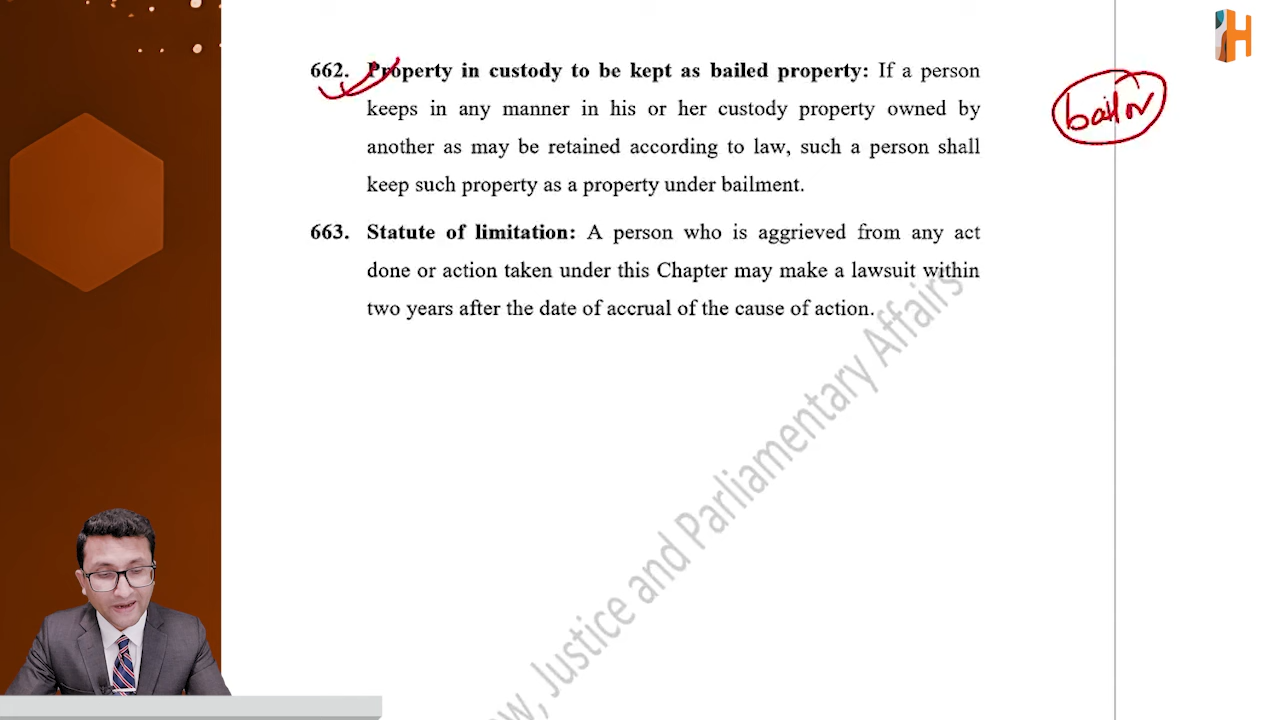 662. Property in custody to be kept as bailed property: If a person
keeps in any manner in his or her custody property owned by
another as may be retained according to law, such a person shall
keep such property as a property under bailment.
bailor
663. Statute of limitation: A person who is aggrieved from any act
done or action taken under this Chapter may make a lawsuit within
two years after the date of accrual of the cause of action.
Justice and Parliamentary Affairs
H